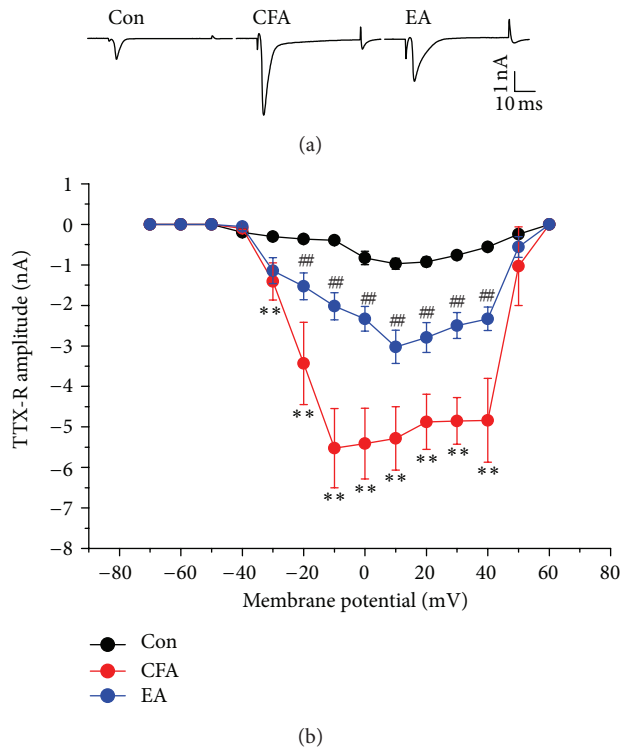 Con CFA EA
1 nA
10 ms
(a)
TTX-R amplitude (nA)
1
0
−1
−2
−3
−4
−5
−6
−7
−8
## ## ## ## ## ## ##
** ** ** ** ** ** ** **
−80 −60 −40 −20 0 20 40 60 80
Membrane potential (mV)
Con
CFA
EA
(b)